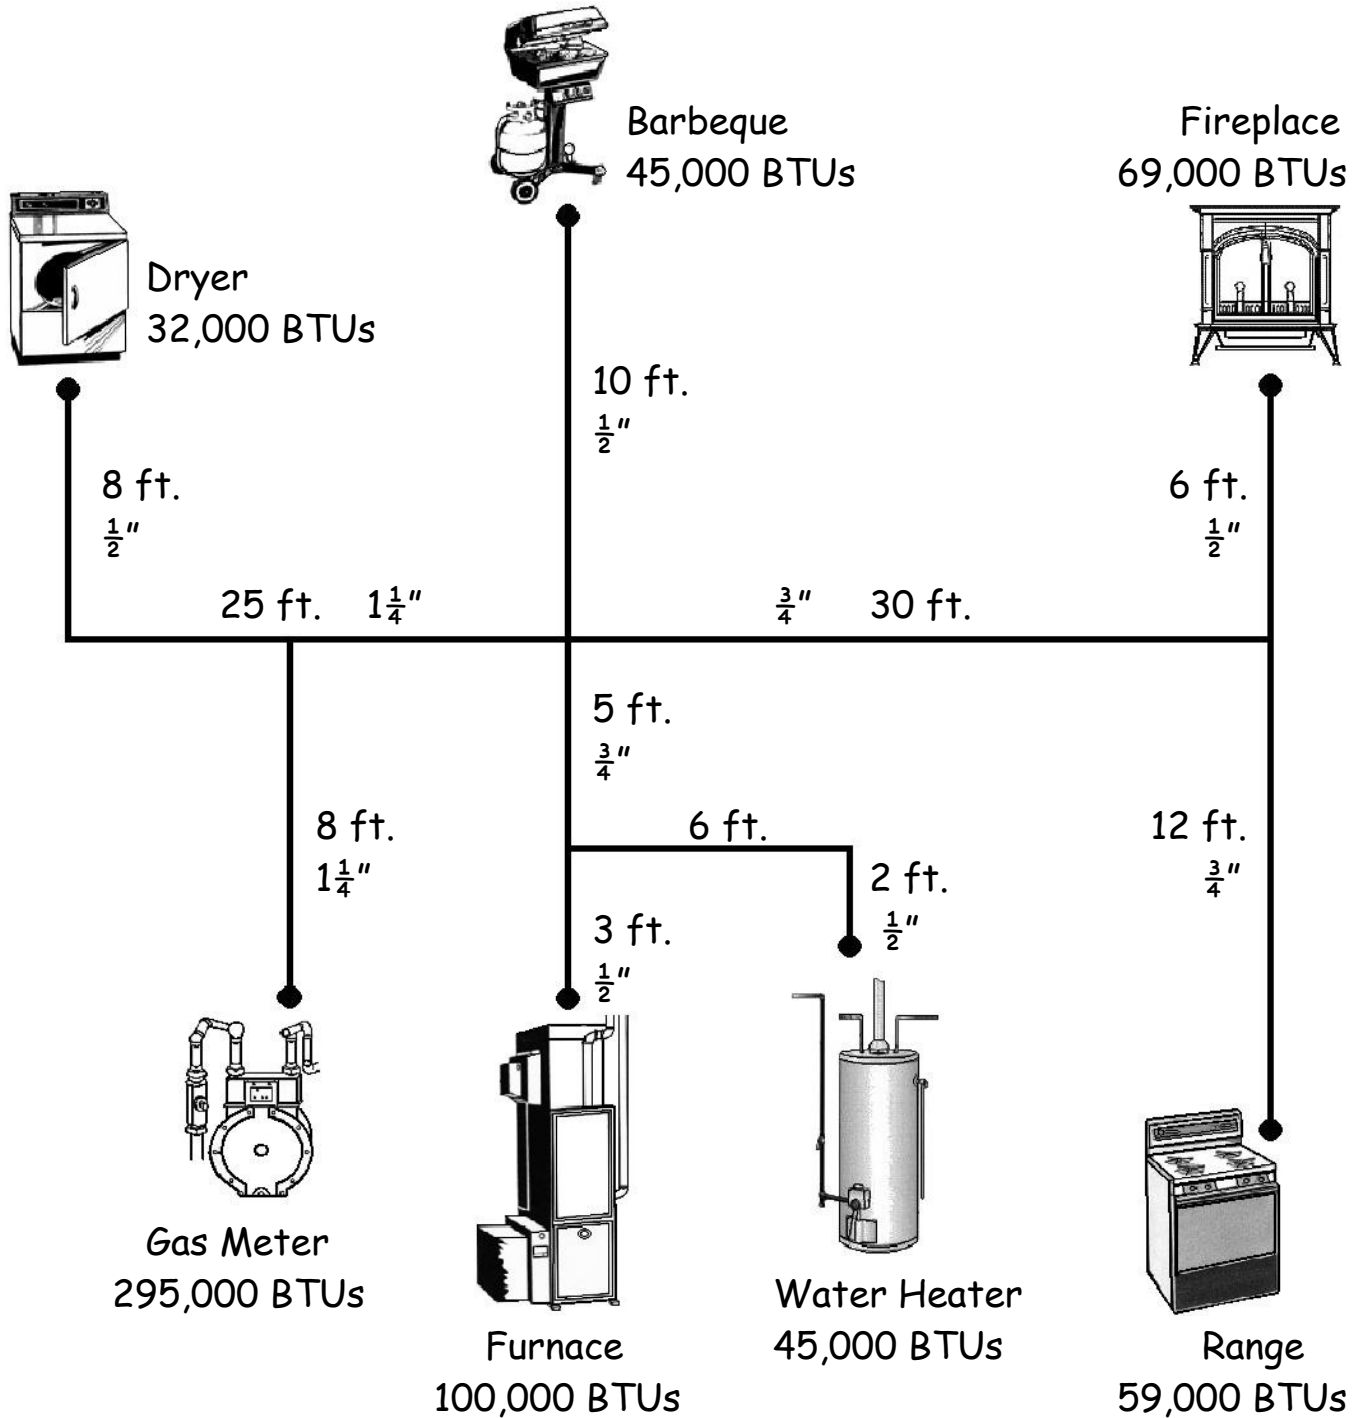 Barbeque
45,000 BTUs
Fireplace
69,000 BTUs
Dryer
32,000 BTUs
10 ft.
½"
8 ft.
½"
6 ft.
½"
25 ft. 1¼"
¾" 30 ft.
5 ft.
¾"
8 ft.
1¼"
6 ft.
12 ft.
¾"
2 ft.
½"
3 ft.
½"
Gas Meter
295,000 BTUs
Water Heater
45,000 BTUs
Furnace
100,000 BTUs
Range
59,000 BTUs